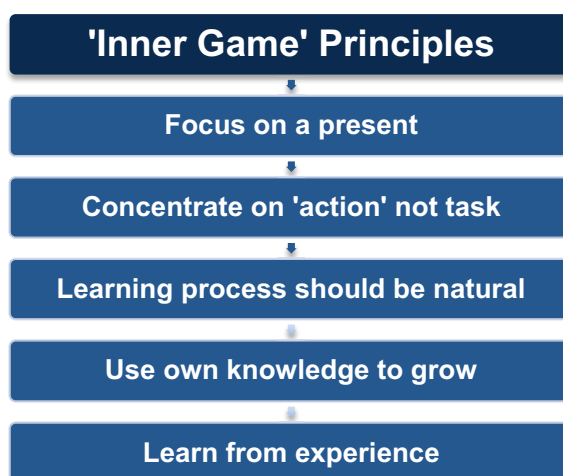 'Inner Game' Principles
Focus on a present
Concentrate on 'action' not task
Learning process should be natural
Use own knowledge to grow
Learn from experience